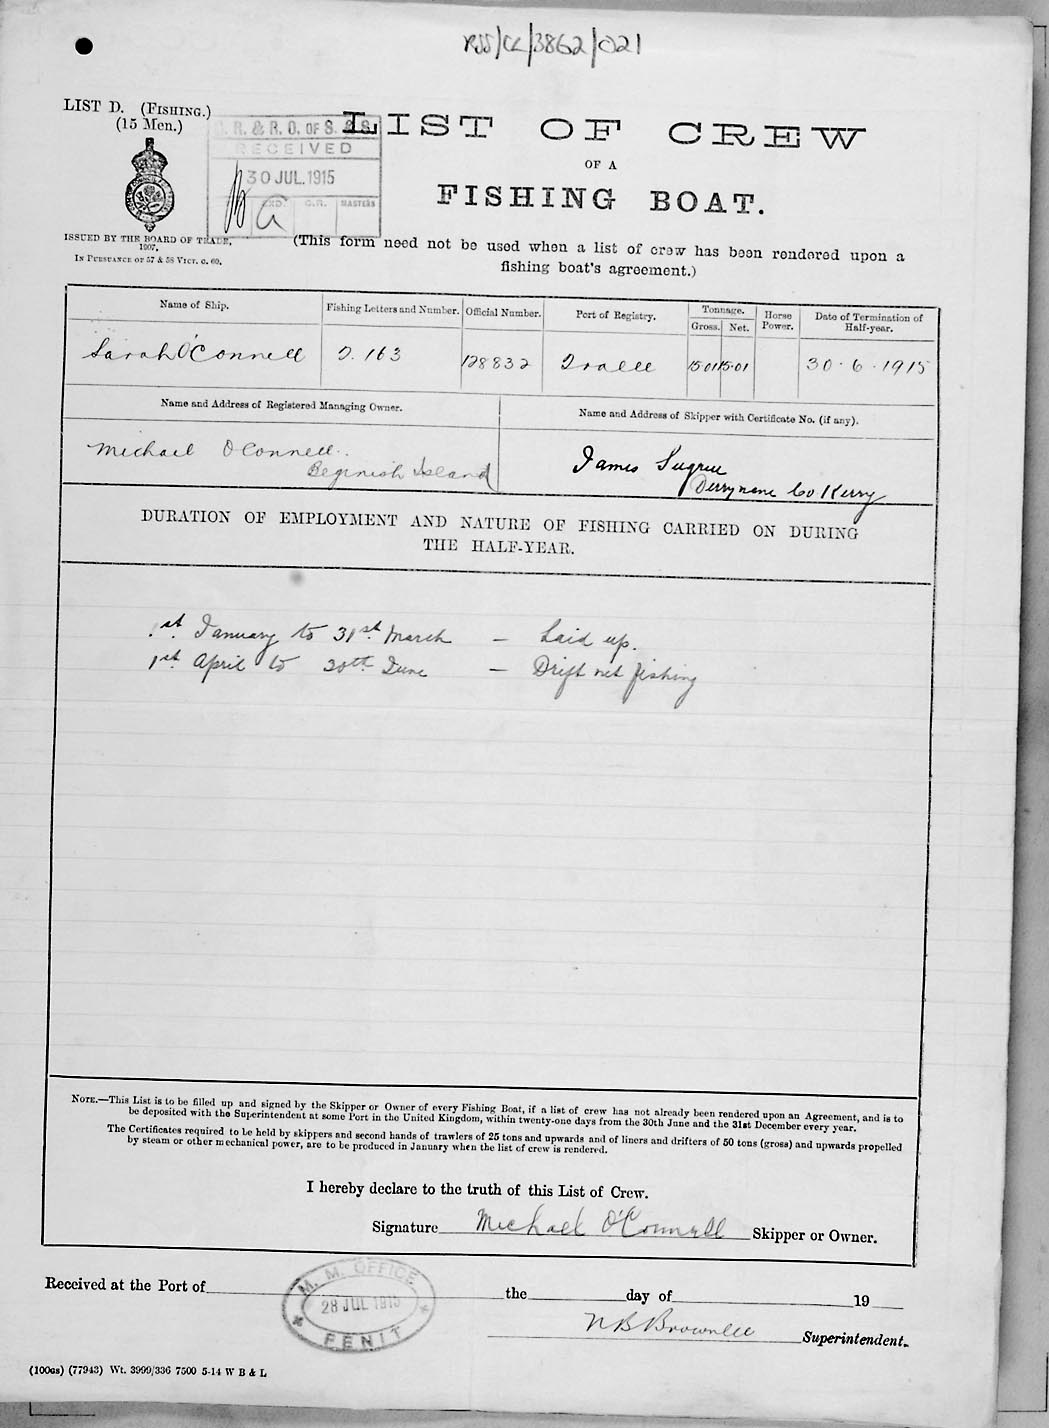 RSS/CL/3862/021
LIST D. (FISHING.)
(15 Men.)
C. R. & R. O. OF S. & S.
RECEIVED
30 JUL.1915
C.R. MASTERS
ISSUED BY THE BOARD OF TRADE,
1907.
IN PURSUANCE OF 57 & 58 VICT. c. 60.
LIST OF CREW
OF A
FISHING BOAT.
(This form need not be used when a list of crew has been rendered upon a
fishing boat's agreement.)
Name of Ship. Fishing Letters and Number. Official Number. Port of Registry. Tonnage. Gross. Net. Horse Power. Date of Termination of Half-year.
Sarah O'Connell T. 163 128832 Tralee 15·01 15·01 30·6·1915
Name and Address of Registered Managing Owner. Name and Address of Skipper with Certificate No. (if any).
Michael O Connell
Beginish Island
James Sugrue
Derrynane Co Kerry
DURATION OF EMPLOYMENT AND NATURE OF FISHING CARRIED ON DURING
THE HALF-YEAR.
1st January to 31st March — Laid up.
1st April to 30th June — Drift net fishing
NOTE.—This List is to be filled up and signed by the Skipper or Owner of every Fishing Boat, if a list of crew has not already been rendered upon an Agreement, and is to
be deposited with the Superintendent at some Port in the United Kingdom, within twenty-one days from the 30th June and the 31st December every year.
The Certificates required to be held by skippers and second hands of trawlers of 25 tons and upwards and of liners and drifters of 50 tons (gross) and upwards propelled
by steam or other mechanical power, are to be produced in January when the list of crew is rendered.
I hereby declare to the truth of this List of Crew.
Signature Michael O'Connell Skipper or Owner.
Received at the Port of the day of 19
M. M. OFFICE
28 JUL 1915
FENIT
N B Brownlee Superintendent.
(100GS) (77943) Wt. 3999/336 7500 5-14 W B & L